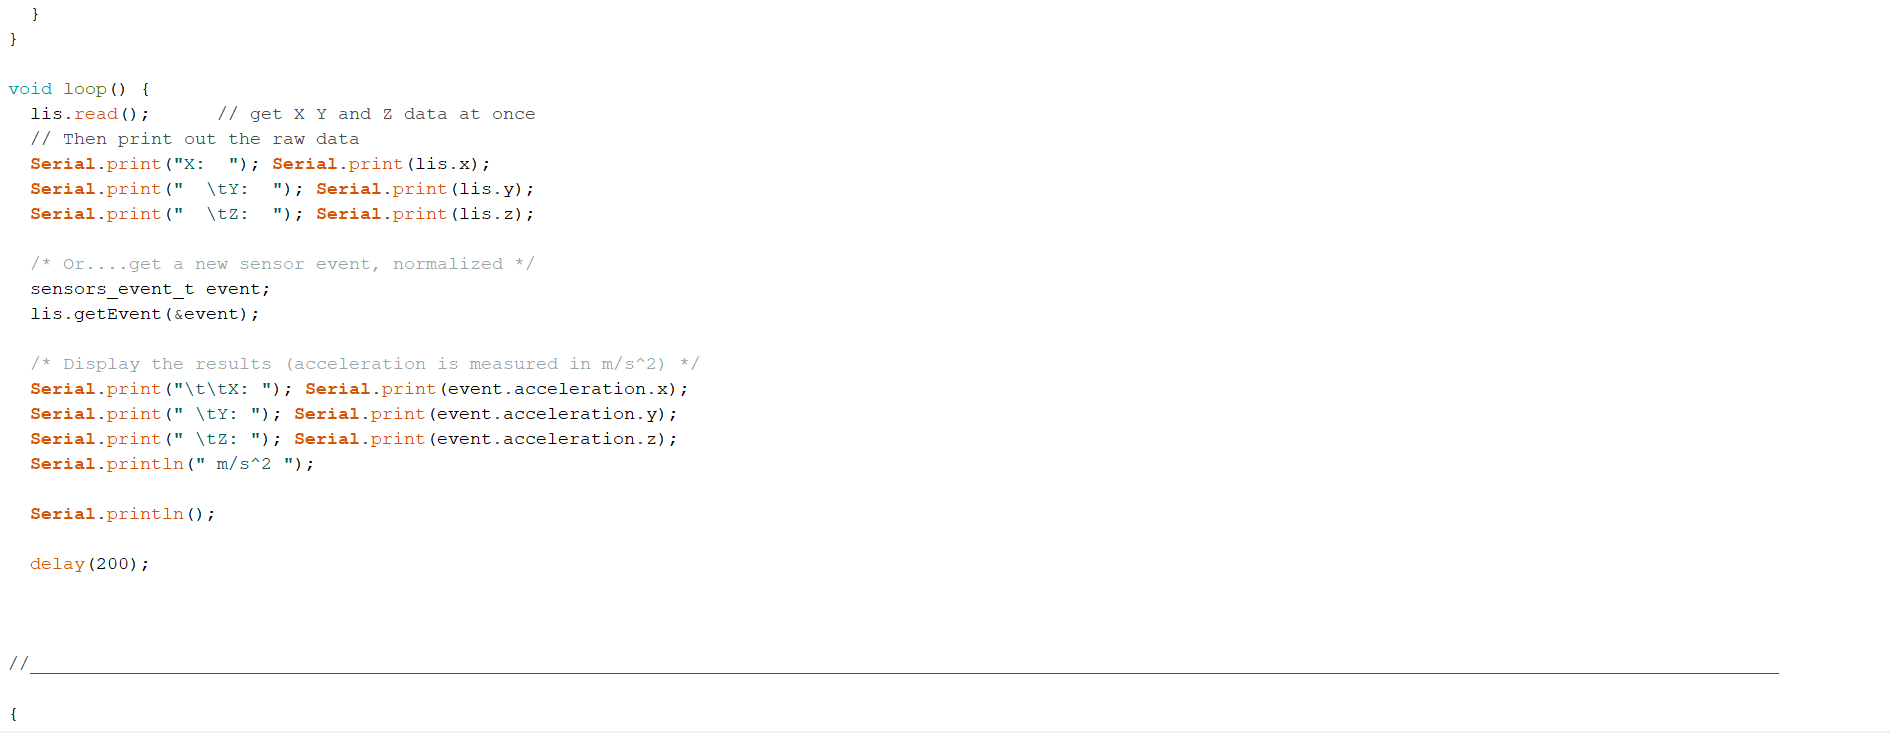 }
}
void loop() {
lis.read();      // get X Y and Z data at once
// Then print out the raw data
Serial.print("X:  "); Serial.print(lis.x);
Serial.print("  \tY:  "); Serial.print(lis.y);
Serial.print("  \tZ:  "); Serial.print(lis.z);
/* Or....get a new sensor event, normalized */
sensors_event_t event;
lis.getEvent(&event);
/* Display the results (acceleration is measured in m/s^2) */
Serial.print("\t\tX: "); Serial.print(event.acceleration.x);
Serial.print(" \tY: "); Serial.print(event.acceleration.y);
Serial.print(" \tZ: "); Serial.print(event.acceleration.z);
Serial.println(" m/s^2 ");
Serial.println();
delay(200);
//_______________________________________________________________________________________________________________________________________________________________
{